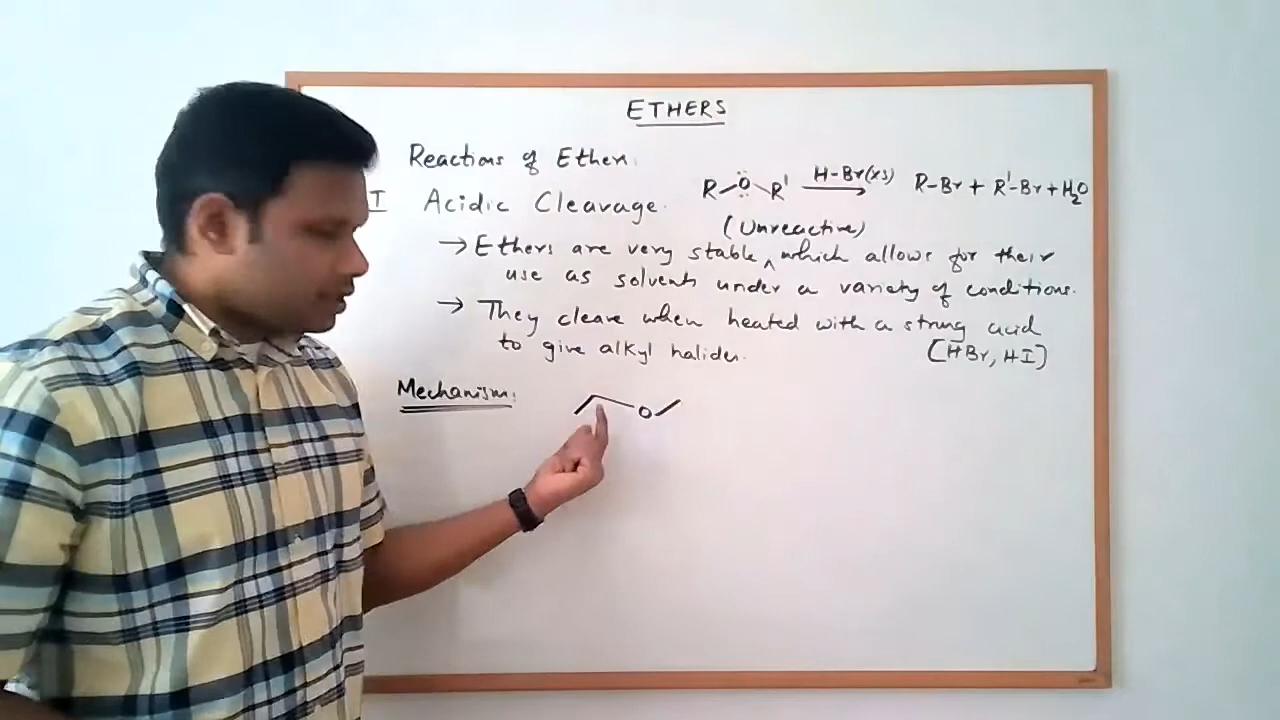 ETHERS
Reactions of Ether:
I Acidic Cleavage.
R-O-R' H-Br(xs) R-Br + R'-Br + H2O
(Unreactive)
→ Ethers are very stable ^ which allows for their
use as solvents under a variety of conditions.
→ They cleave when heated with a strong acid
to give alkyl halides. [HBr, HI]
Mechanism:
O